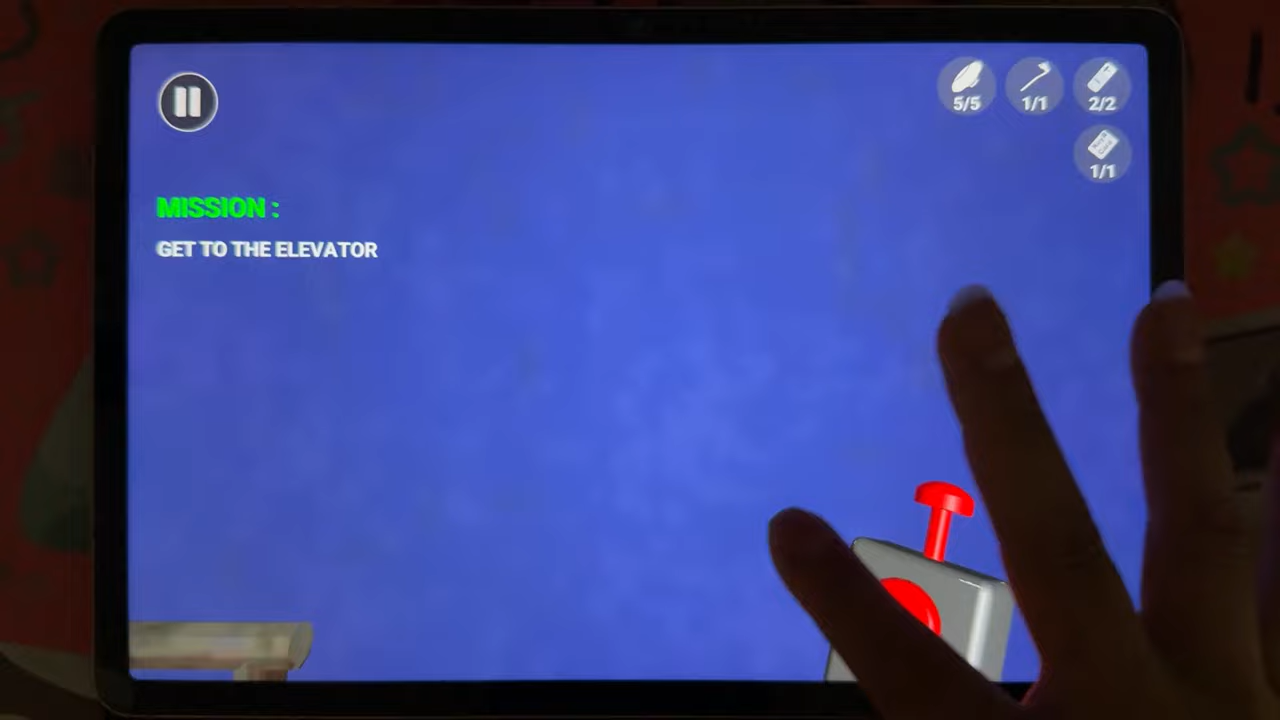 5/5 1/1 2/2
1/1
MISSION :
GET TO THE ELEVATOR